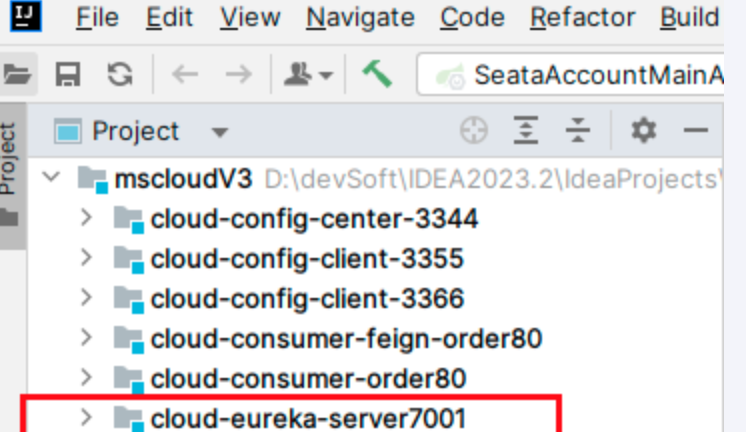 IJ File Edit View Navigate Code Refactor Build
SeataAccountMainA
Project
Project
mscloudV3 D:\devSoft\IDEA2023.2\IdeaProjects\
cloud-config-center-3344
cloud-config-client-3355
cloud-config-client-3366
cloud-consumer-feign-order80
cloud-consumer-order80
cloud-eureka-server7001